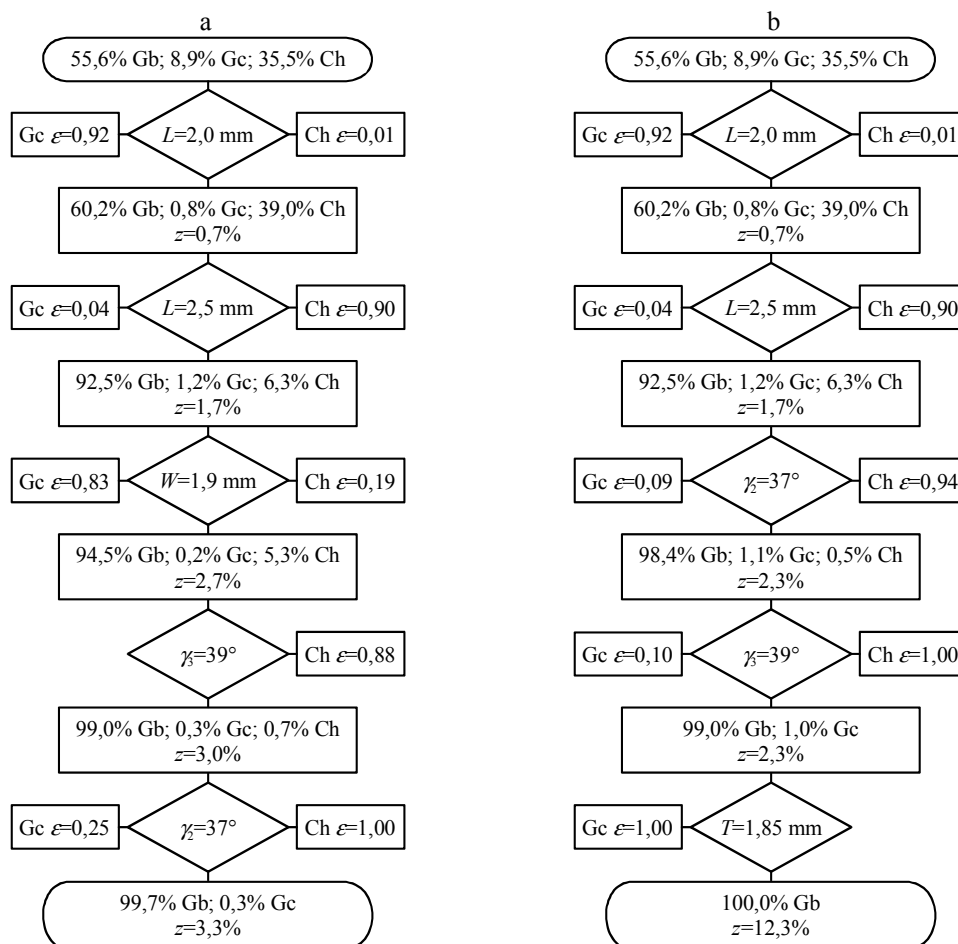 a
55,6% Gb; 8,9% Gc; 35,5% Ch
Gc ε=0,92
L=2,0 mm
Ch ε=0,01
60,2% Gb; 0,8% Gc; 39,0% Ch
z=0,7%
Gc ε=0,04
L=2,5 mm
Ch ε=0,90
92,5% Gb; 1,2% Gc; 6,3% Ch
z=1,7%
Gc ε=0,83
W=1,9 mm
Ch ε=0,19
94,5% Gb; 0,2% Gc; 5,3% Ch
z=2,7%
γ₃=39°
Ch ε=0,88
99,0% Gb; 0,3% Gc; 0,7% Ch
z=3,0%
Gc ε=0,25
γ₂=37°
Ch ε=1,00
99,7% Gb; 0,3% Gc
z=3,3%
b
55,6% Gb; 8,9% Gc; 35,5% Ch
Gc ε=0,92
L=2,0 mm
Ch ε=0,01
60,2% Gb; 0,8% Gc; 39,0% Ch
z=0,7%
Gc ε=0,04
L=2,5 mm
Ch ε=0,90
92,5% Gb; 1,2% Gc; 6,3% Ch
z=1,7%
Gc ε=0,09
γ₂=37°
Ch ε=0,94
98,4% Gb; 1,1% Gc; 0,5% Ch
z=2,3%
Gc ε=0,10
γ₃=39°
Ch ε=1,00
99,0% Gb; 1,0% Gc
z=2,3%
Gc ε=1,00
T=1,85 mm
100,0% Gb
z=12,3%